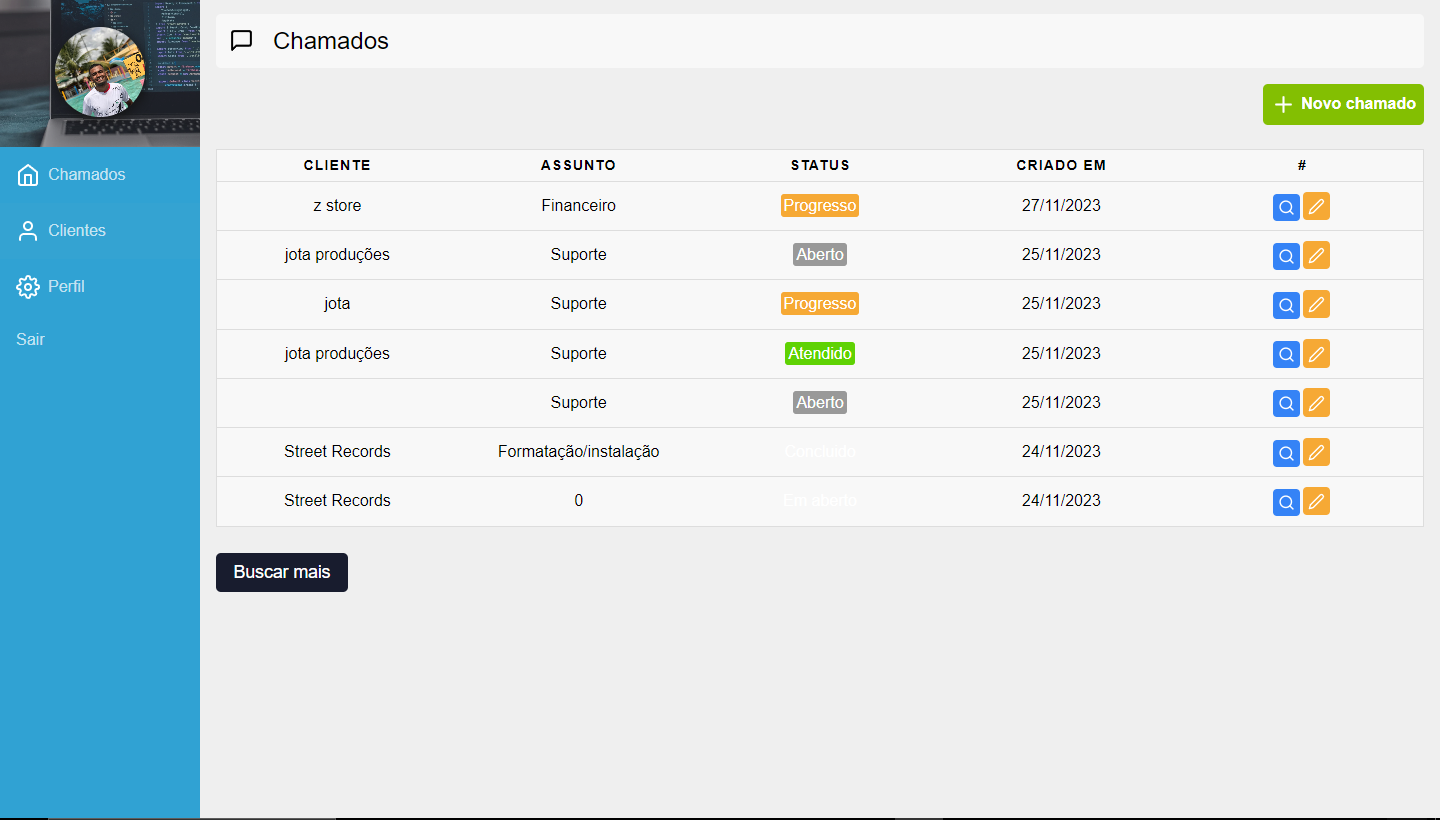 Chamados
Novo chamado
Chamados
Clientes
Perfil
Sair
CLIENTE ASSUNTO STATUS CRIADO EM #
z store Financeiro Progresso 27/11/2023
jota produções Suporte Aberto 25/11/2023
jota Suporte Progresso 25/11/2023
jota produções Suporte Atendido 25/11/2023
Suporte Aberto 25/11/2023
Street Records Formatação/instalação Concluido 24/11/2023
Street Records 0 Em aberto 24/11/2023
Buscar mais